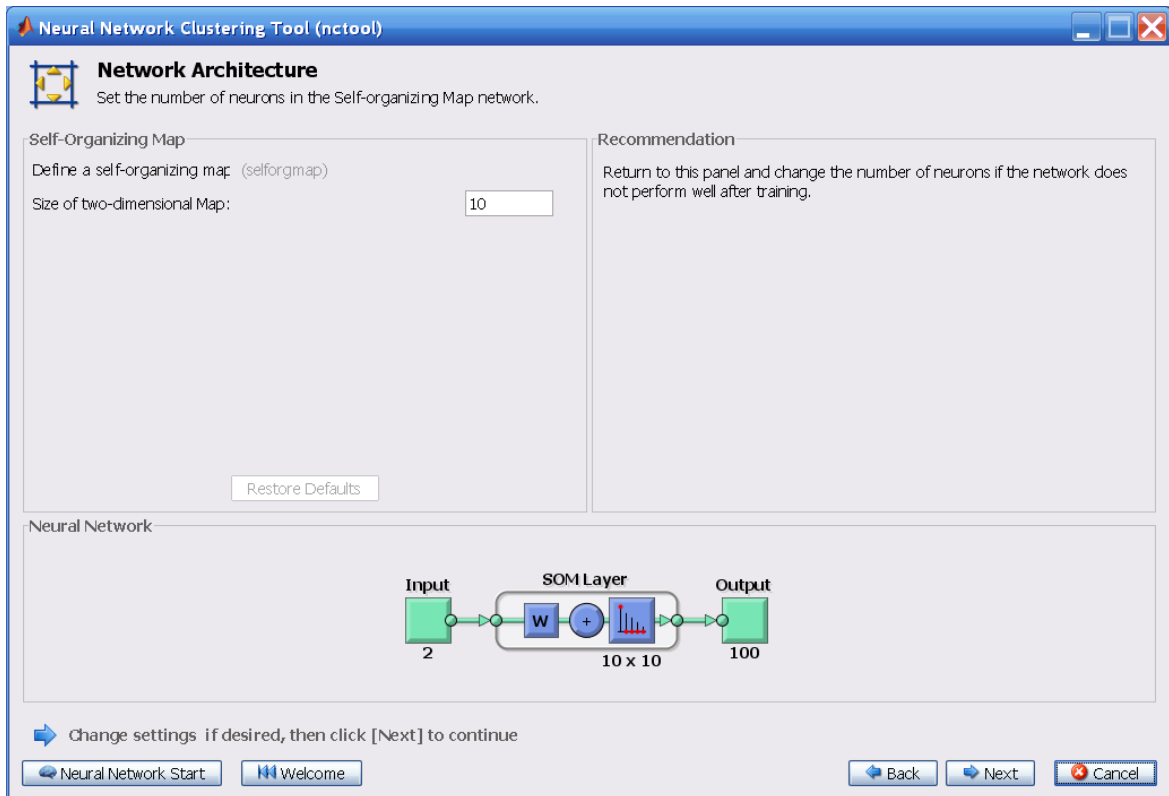 Neural Network Clustering Tool (nctool)
Network Architecture
Set the number of neurons in the Self-organizing Map network.
Self-Organizing Map
Define a self-organizing map (selforgmap)
Size of two-dimensional Map: 10
Restore Defaults
Recommendation
Return to this panel and change the number of neurons if the network does
not perform well after training.
Neural Network
Input
SOM Layer
Output
W
+
2
10 x 10
100
Change settings if desired, then click [Next] to continue
Neural Network Start
Welcome
Back
Next
Cancel